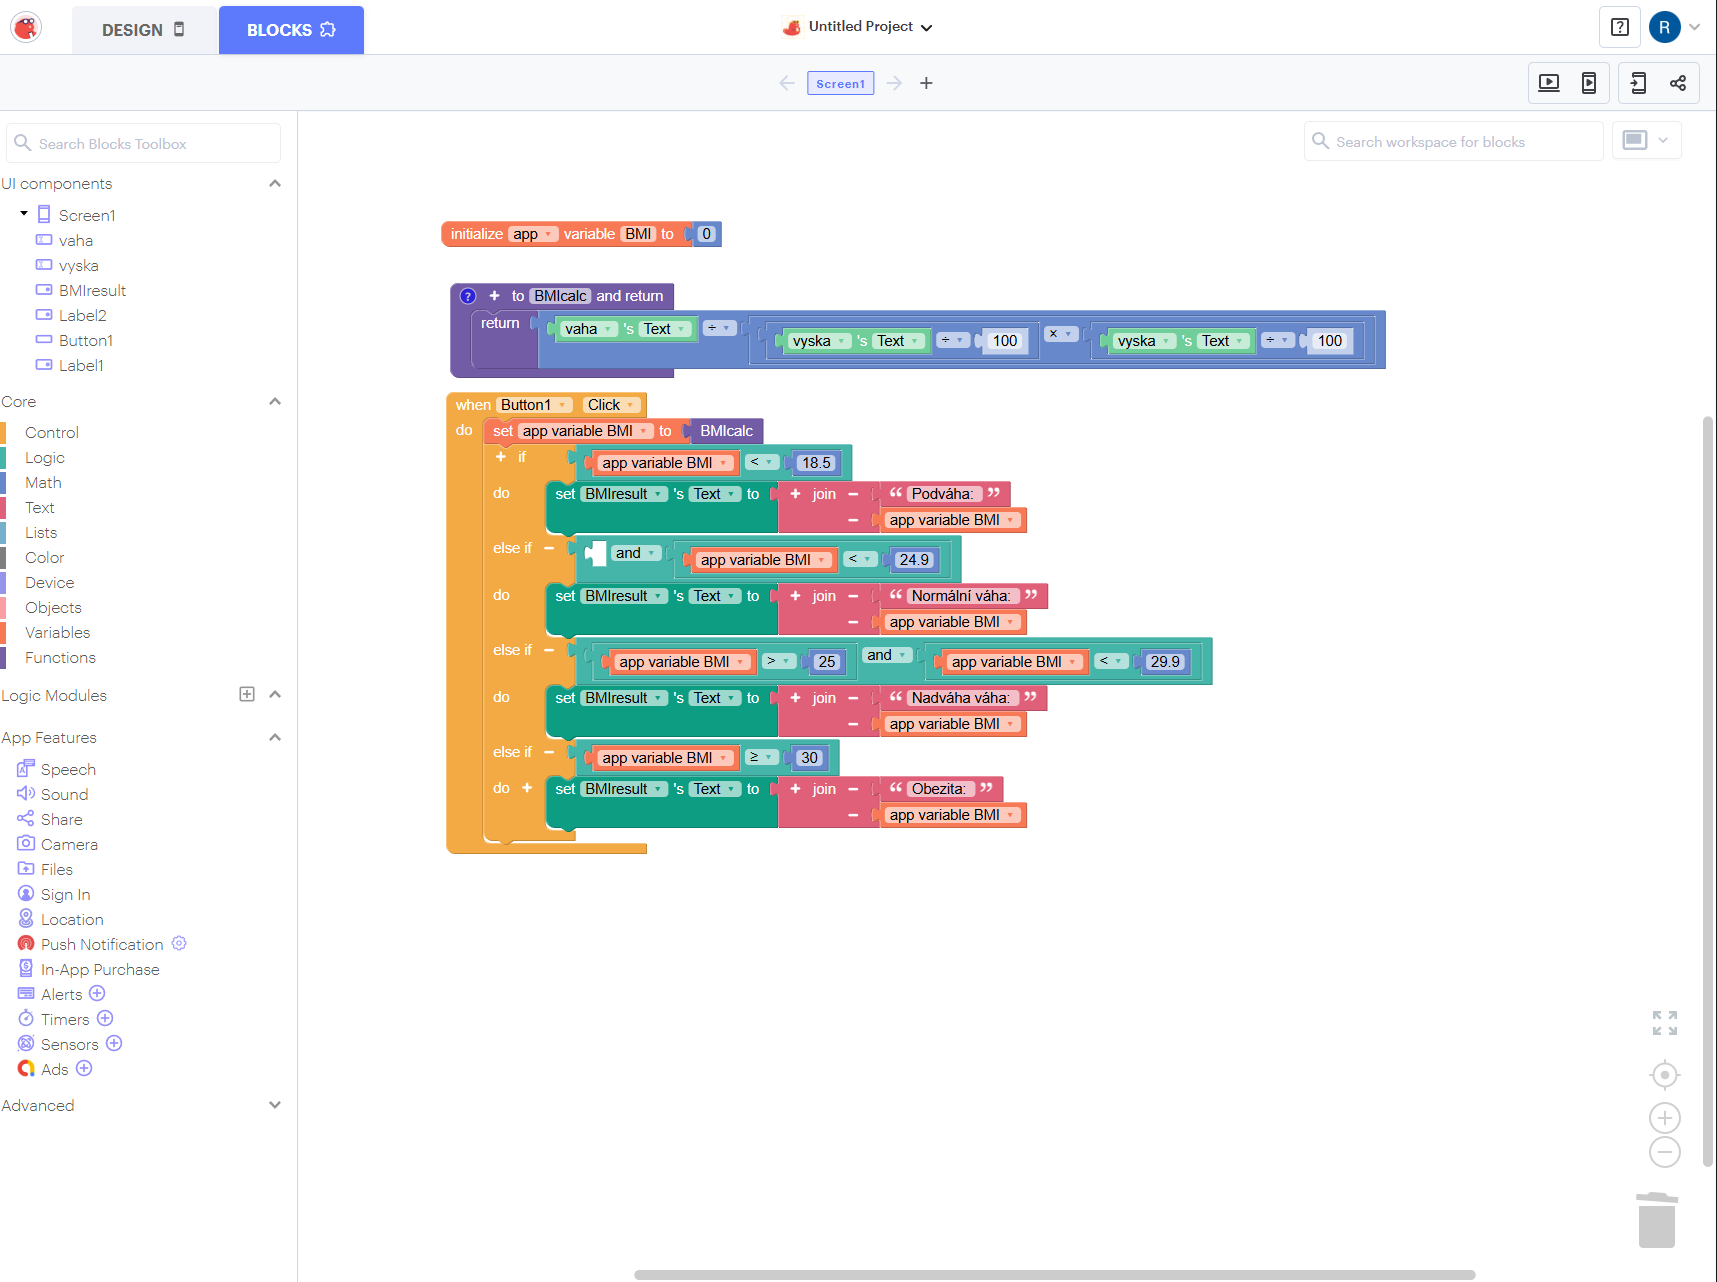 DESIGN
BLOCKS
Untitled Project
R
Screen1
Search Blocks Toolbox
Search workspace for blocks
UI components
Screen1
vaha
vyska
BMIresult
Label2
Button1
Label1
Core
Control
Logic
Math
Text
Lists
Color
Device
Objects
Variables
Functions
Logic Modules
App Features
Speech
Sound
Share
Camera
Files
Sign In
Location
Push Notification
In-App Purchase
Alerts
Timers
Sensors
Ads
Advanced
initialize app variable BMI to 0
? + to BMIcalc and return
return vaha 's Text ÷ vyska 's Text ÷ 100 × vyska 's Text ÷ 100
when Button1 Click
do set app variable BMI to BMIcalc
+ if app variable BMI < 18.5
do set BMIresult 's Text to + join − “ Podváha: ”
− app variable BMI
else if − and app variable BMI < 24.9
do set BMIresult 's Text to + join − “ Normální váha: ”
− app variable BMI
else if − app variable BMI > 25 and app variable BMI < 29.9
do set BMIresult 's Text to + join − “ Nadváha váha: ”
− app variable BMI
else if − app variable BMI ≥ 30
do + set BMIresult 's Text to + join − “ Obezita: ”
− app variable BMI